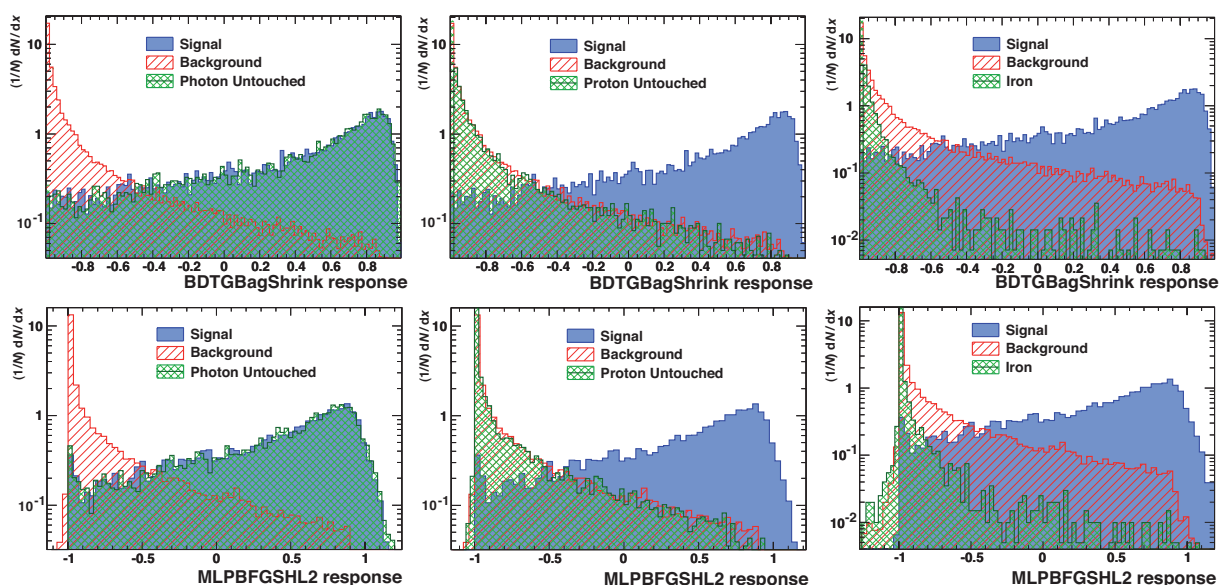 (1/N) dN/dx
10
1
10-1
Signal
Background
Photon Untouched
-0.8 -0.6 -0.4 -0.2 0 0.2 0.4 0.6 0.8
BDTGBagShrink response
(1/N) dN/dx
10
1
10-1
Signal
Background
Proton Untouched
-0.8 -0.6 -0.4 -0.2 0 0.2 0.4 0.6 0.8
BDTGBagShrink response
(1/N) dN/dx
10
1
10-1
10-2
Signal
Background
Iron
-0.8 -0.6 -0.4 -0.2 0 0.2 0.4 0.6 0.8
BDTGBagShrink response
(1/N) dN/dx
10
1
10-1
Signal
Background
Photon Untouched
-1 -0.5 0 0.5 1
MLPBFGSHL2 response
(1/N) dN/dx
10
1
10-1
Signal
Background
Proton Untouched
-1 -0.5 0 0.5 1
MLPBFGSHL2 response
(1/N) dN/dx
10
1
10-1
10-2
Signal
Background
Iron
-1 -0.5 0 0.5 1
MLPBFGSHL2 response